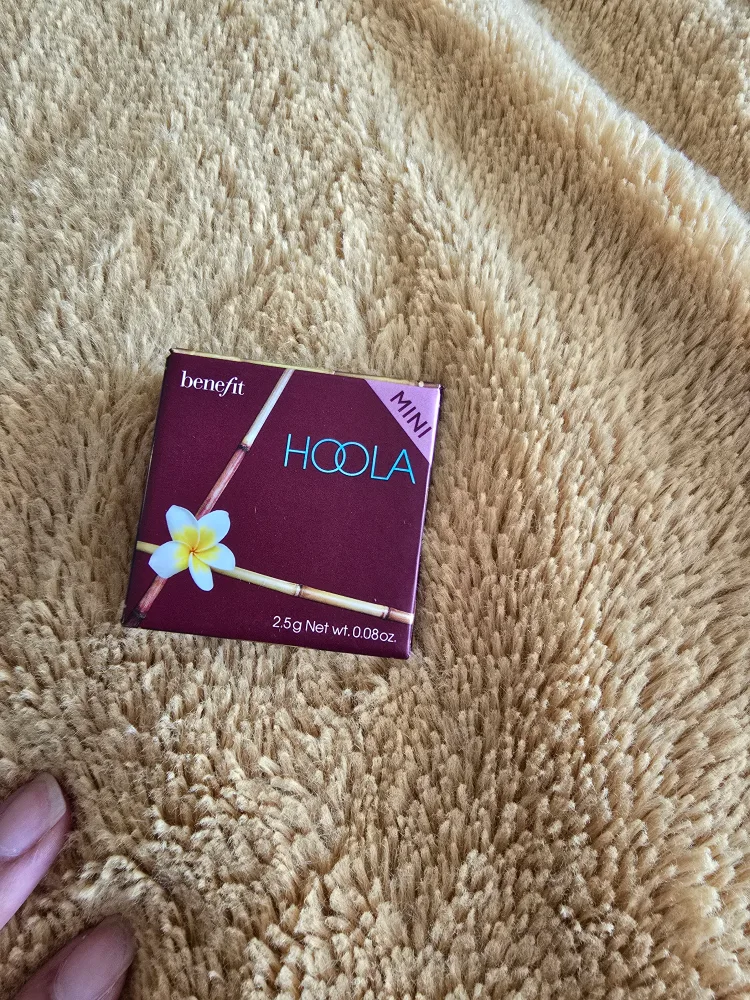 benefit
MINI
HOOLA
2.5g Net wt. 0.08oz.